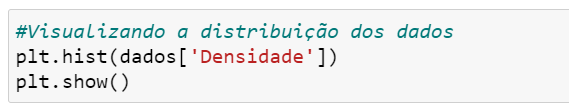 #Visualizando a distribuição dos dados
plt.hist(dados['Densidade'])
plt.show()